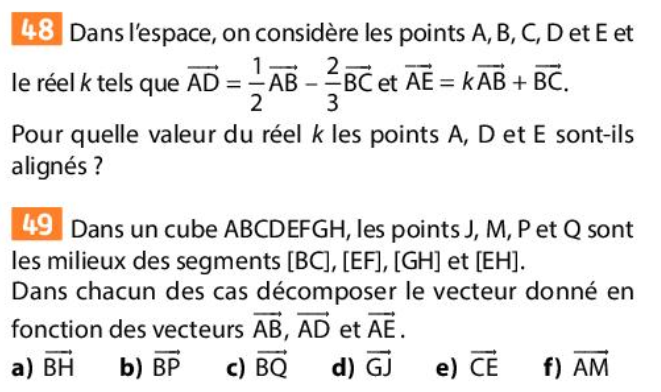 48 Dans l'espace, on considère les points A, B, C, D et E et
le réel k tels que $\overrightarrow{AD} = \frac{1}{2}\overrightarrow{AB} - \frac{2}{3}\overrightarrow{BC}$ et $\overrightarrow{AE} = k\overrightarrow{AB} + \overrightarrow{BC}$.
Pour quelle valeur du réel k les points A, D et E sont-ils
alignés ?
49 Dans un cube ABCDEFGH, les points J, M, P et Q sont
les milieux des segments [BC], [EF], [GH] et [EH].
Dans chacun des cas décomposer le vecteur donné en
fonction des vecteurs $\overrightarrow{AB}$, $\overrightarrow{AD}$ et $\overrightarrow{AE}$.
a) $\overrightarrow{BH}$ b) $\overrightarrow{BP}$ c) $\overrightarrow{BQ}$ d) $\overrightarrow{GJ}$ e) $\overrightarrow{CE}$ f) $\overrightarrow{AM}$